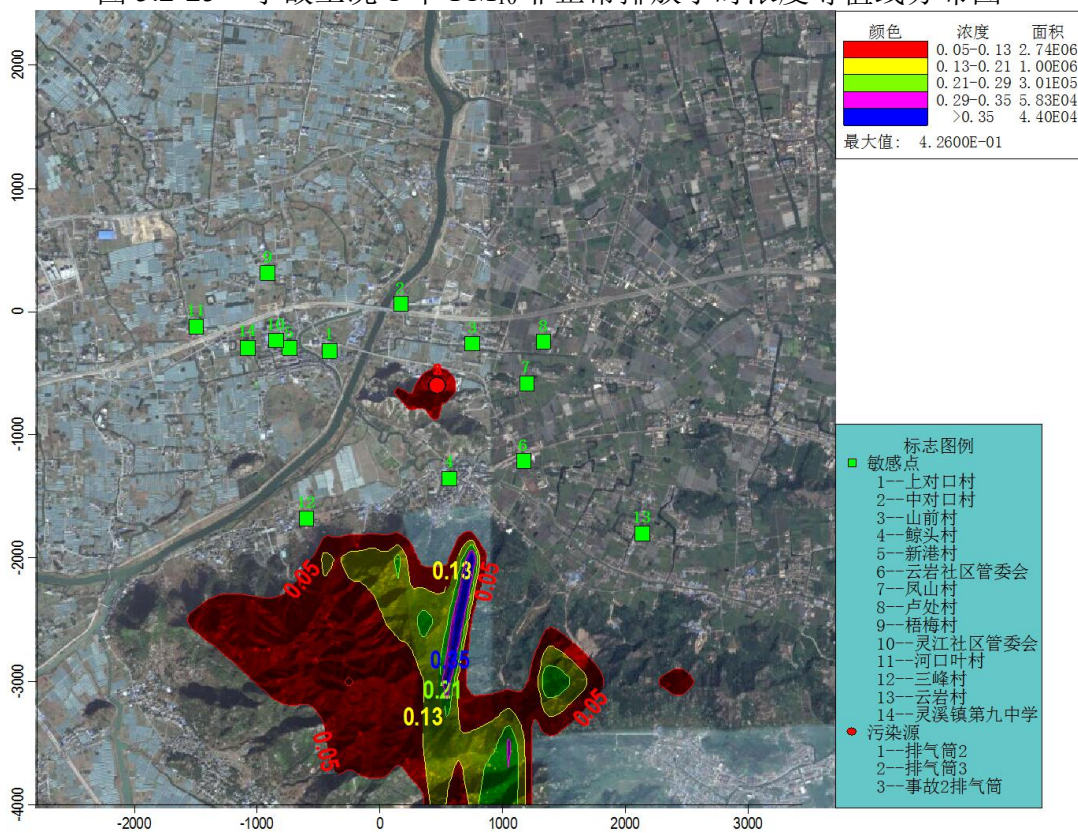 颜色 浓度 面积
0.05-0.13 2.74E06
0.13-0.21 1.00E06
0.21-0.29 3.01E05
0.29-0.35 5.83E04
>0.35 4.40E04
最大值: 4.2600E-01
2000
1000
0
-1000
-2000
-3000
-4000
9
2
11
14
10
5
1
3
8
7
6
4
12
13
0.05
0.13
0.05
0.35
0.21
0.13
0.05
0.05
-2000
-1000
0
1000
2000
3000
标志图例
敏感点
1--上对口村
2--中对口村
3--山前村
4--鲸头村
5--新港村
6--云岩社区管委会
7--凤山村
8--卢处村
9--梧梅村
10--灵江社区管委会
11--河口叶村
12--三峰村
13--云岩村
14--灵溪镇第九中学
污染源
1--排气筒2
2--排气筒3
3--事故2排气筒